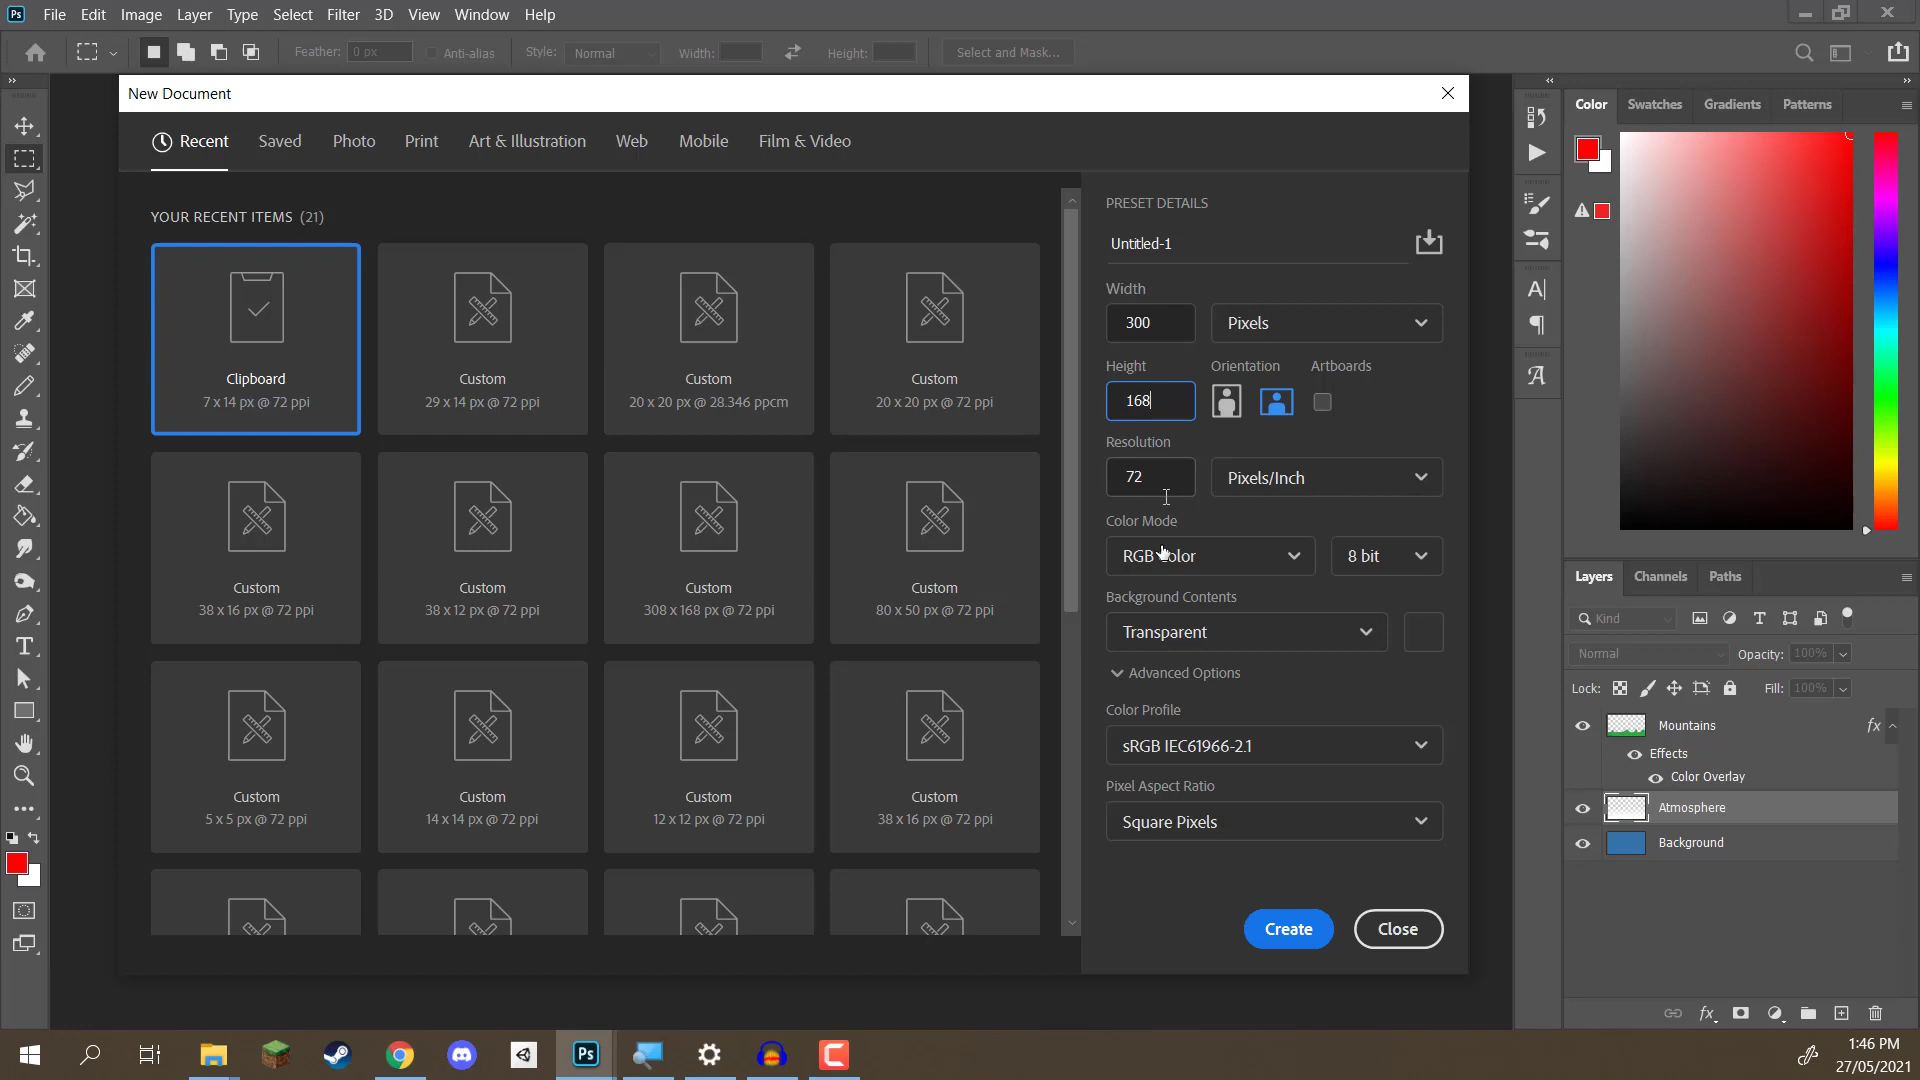 Ps File Edit Image Layer Type Select Filter 3D View Window Help
Feather: 0 px Anti-alias Style: Normal Width: Height: Select and Mask...
New Document
Recent Saved Photo Print Art & Illustration Web Mobile Film & Video
YOUR RECENT ITEMS (21)
Clipboard
7 x 14 px @ 72 ppi
Custom
29 x 14 px @ 72 ppi
Custom
20 x 20 px @ 28.346 ppcm
Custom
20 x 20 px @ 72 ppi
Custom
38 x 16 px @ 72 ppi
Custom
38 x 12 px @ 72 ppi
Custom
308 x 168 px @ 72 ppi
Custom
80 x 50 px @ 72 ppi
Custom
5 x 5 px @ 72 ppi
Custom
14 x 14 px @ 72 ppi
Custom
12 x 12 px @ 72 ppi
Custom
38 x 16 px @ 72 ppi
PRESET DETAILS
Untitled-1
Width
300 Pixels
Height Orientation Artboards
168
Resolution
72 Pixels/Inch
Color Mode
RGB Color 8 bit
Background Contents
Transparent
Advanced Options
Color Profile
sRGB IEC61966-2.1
Pixel Aspect Ratio
Square Pixels
Create Close
Color Swatches Gradients Patterns
Layers Channels Paths
Kind
Normal Opacity: 100%
Lock: Fill: 100%
Mountains fx
Effects
Color Overlay
Atmosphere
Background
fx
Ps
1:46 PM
27/05/2021